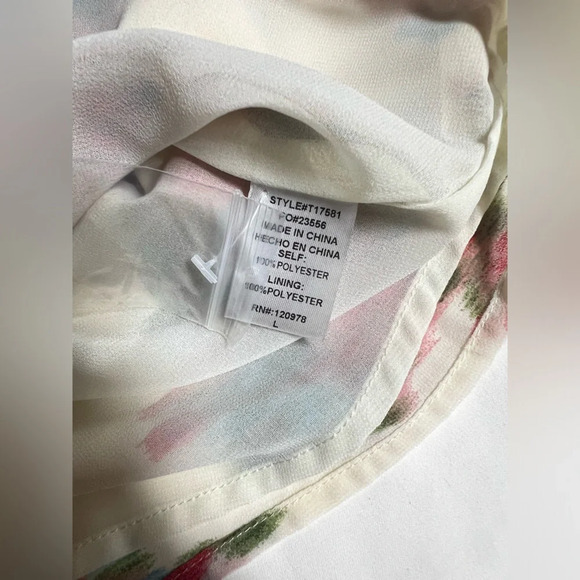 STYLE#T17581
PO#23556
MADE IN CHINA
HECHO EN CHINA
SELF:
100% POLYESTER
LINING:
100%POLYESTER
RN#:120978
L